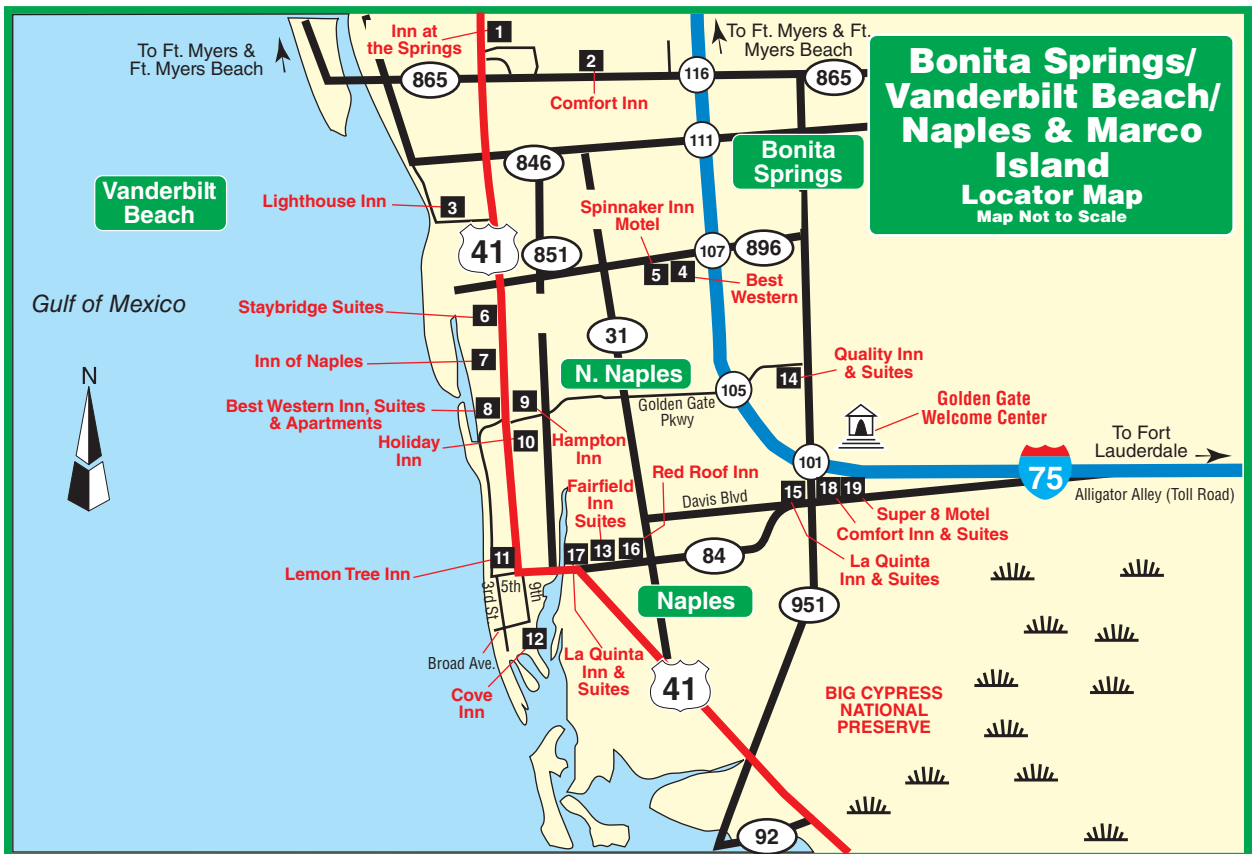 Bonita Springs/
Vanderbilt Beach/
Naples & Marco
Island
Locator Map
Map Not to Scale
To Ft. Myers &
Ft. Myers Beach
Inn at
the Springs
1
To Ft. Myers & Ft.
Myers Beach
2
Comfort Inn
865
116
865
111
846
Bonita
Springs
Vanderbilt
Beach
Lighthouse Inn
3
Spinnaker Inn
Motel
41
851
107
896
5
4
Best
Western
Gulf of Mexico
Staybridge Suites
6
31
Inn of Naples
7
N. Naples
Quality Inn
& Suites
14
N
105
Golden Gate
Pkwy
Best Western Inn, Suites
& Apartments
8
9
Hampton
Inn
Holiday
Inn
10
Golden Gate
Welcome Center
To Fort
Lauderdale
101
75
Alligator Alley (Toll Road)
Red Roof Inn
Fairfield
Inn
Suites
Davis Blvd
15
18
19
Super 8 Motel
Comfort Inn & Suites
La Quinta
Inn & Suites
11
17
13
16
84
Lemon Tree Inn
5th
3rd St
9th
Naples
951
12
Broad Ave.
Cove
Inn
La Quinta
Inn &
Suites
41
BIG CYPRESS
NATIONAL
PRESERVE
92